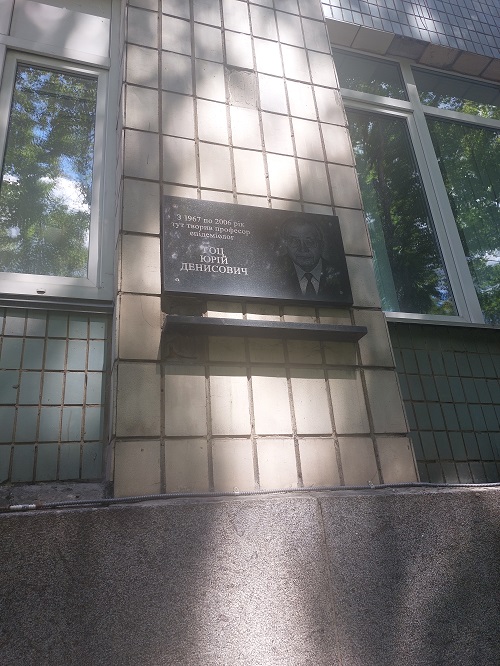 З 1967 по 2006 рік
тут творив професор
епідеміолог
ГОЦ
ЮРІЙ
ДЕНИСОВИЧ